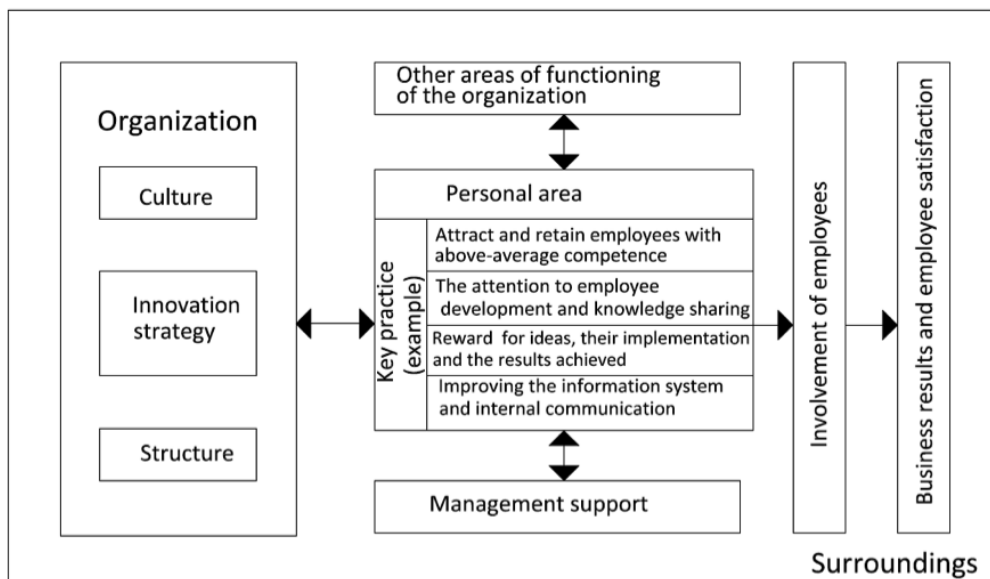 Organization
Culture
Innovation
strategy
Structure
Other areas of functioning
of the organization
Personal area
Key practice
(example)
Attract and retain employees with
above-average competence
The attention to employee
development and knowledge sharing
Reward for ideas, their implementation
and the results achieved
Improving the information system
and internal communication
Management support
Involvement of employees
Business results and employee satisfaction
Surroundings